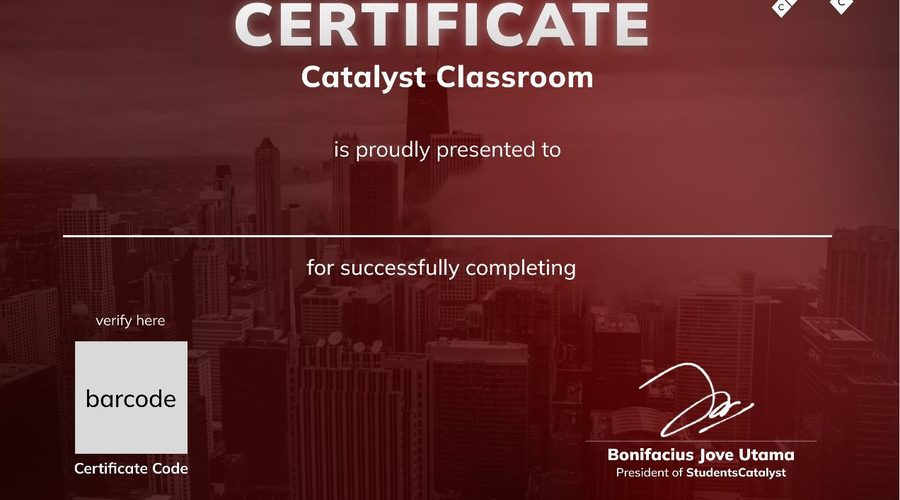 C C
CERTIFICATE
Catalyst Classroom
is proudly presented to
for successfully completing
verify here
barcode
Certificate Code
Bonifacius Jove Utama
President of StudentsCatalyst